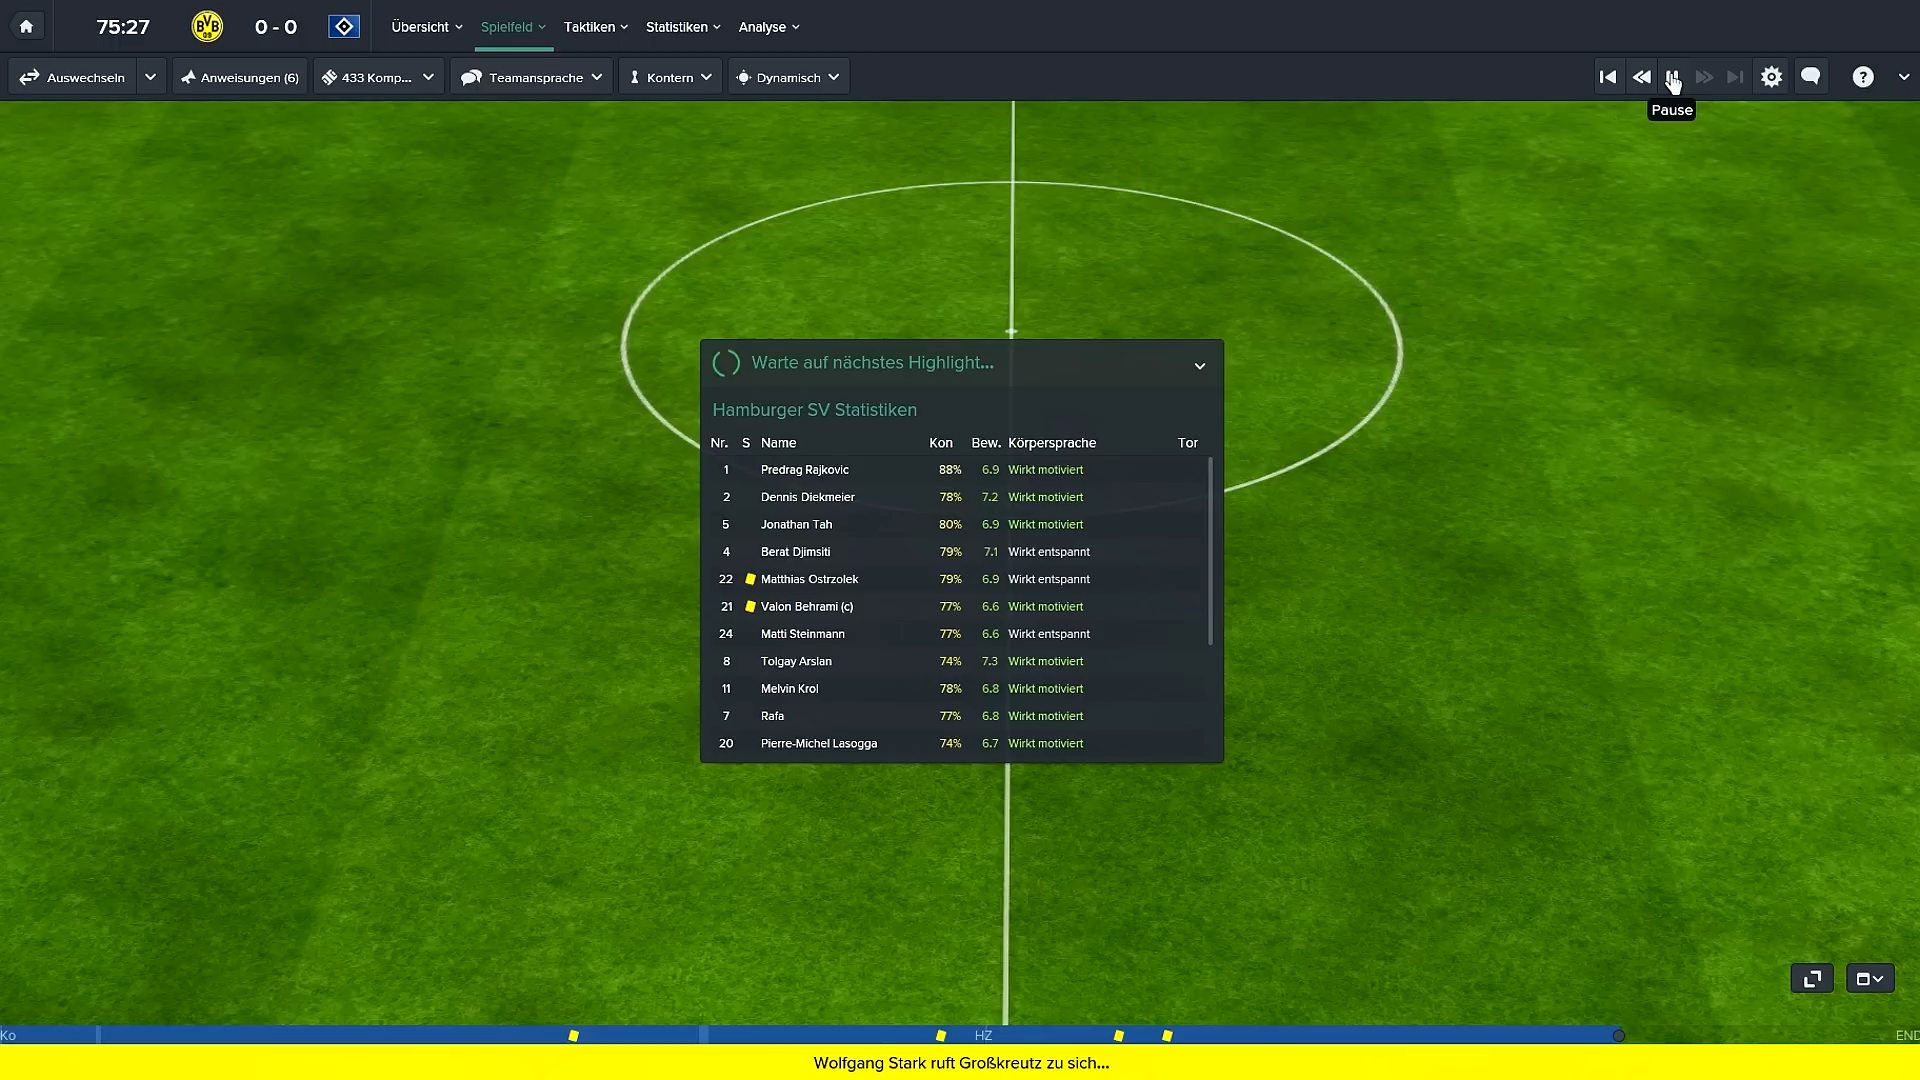 75:27 BVB 09 0 - 0 Übersicht Spielfeld Taktiken Statistiken Analyse
Auswechseln Anweisungen (6) 433 Komp... Teamansprache Kontern Dynamisch ?
Pause
Warte auf nächstes Highlight...
Hamburger SV Statistiken
Nr. S Name Kon Bew. Körpersprache Tor
1 Predrag Rajkovic 88% 6.9 Wirkt motiviert
2 Dennis Diekmeier 78% 7.2 Wirkt motiviert
5 Jonathan Tah 80% 6.9 Wirkt motiviert
4 Berat Djimsiti 79% 7.1 Wirkt entspannt
22 Matthias Ostrzolek 79% 6.9 Wirkt entspannt
21 Valon Behrami (c) 77% 6.6 Wirkt motiviert
24 Matti Steinmann 77% 6.6 Wirkt entspannt
8 Tolgay Arslan 74% 7.3 Wirkt motiviert
11 Melvin Krol 78% 6.8 Wirkt motiviert
7 Rafa 77% 6.8 Wirkt motiviert
20 Pierre-Michel Lasogga 74% 6.7 Wirkt motiviert
Ko HZ END
Wolfgang Stark ruft Großkreutz zu sich...